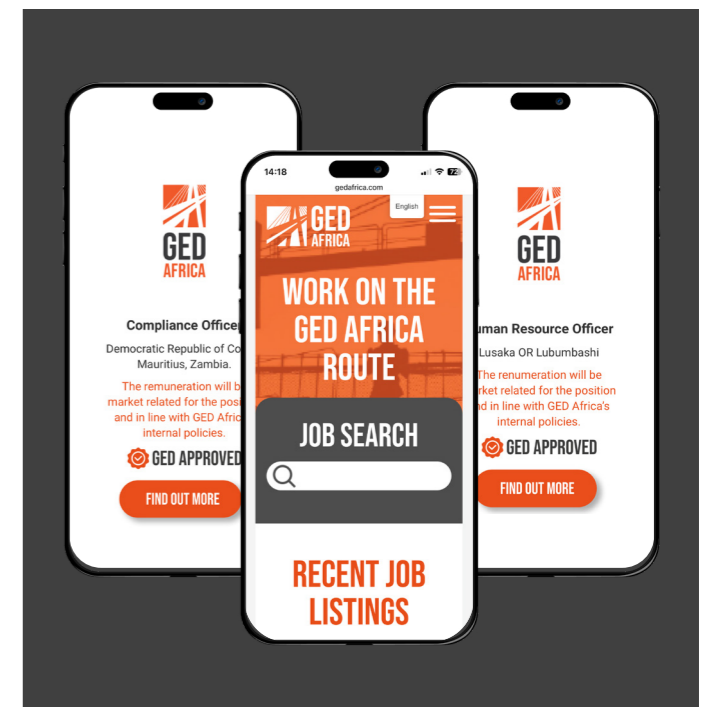 GED
AFRICA
Compliance Office
Democratic Republic of Co
Mauritius, Zambia.
The remuneration will b
market related for the posi
and in line with GED Afric
internal policies.
GED APPROVED
FIND OUT MORE
14:18
72
gedafrica.com
GED
AFRICA
English
WORK ON THE
GED AFRICA
ROUTE
JOB SEARCH
RECENT JOB
LISTINGS
GED
AFRICA
uman Resource Officer
Lusaka OR Lubumbashi
The renumeration will be
rket related for the position
nd in line with GED Africa's
internal policies.
GED APPROVED
FIND OUT MORE